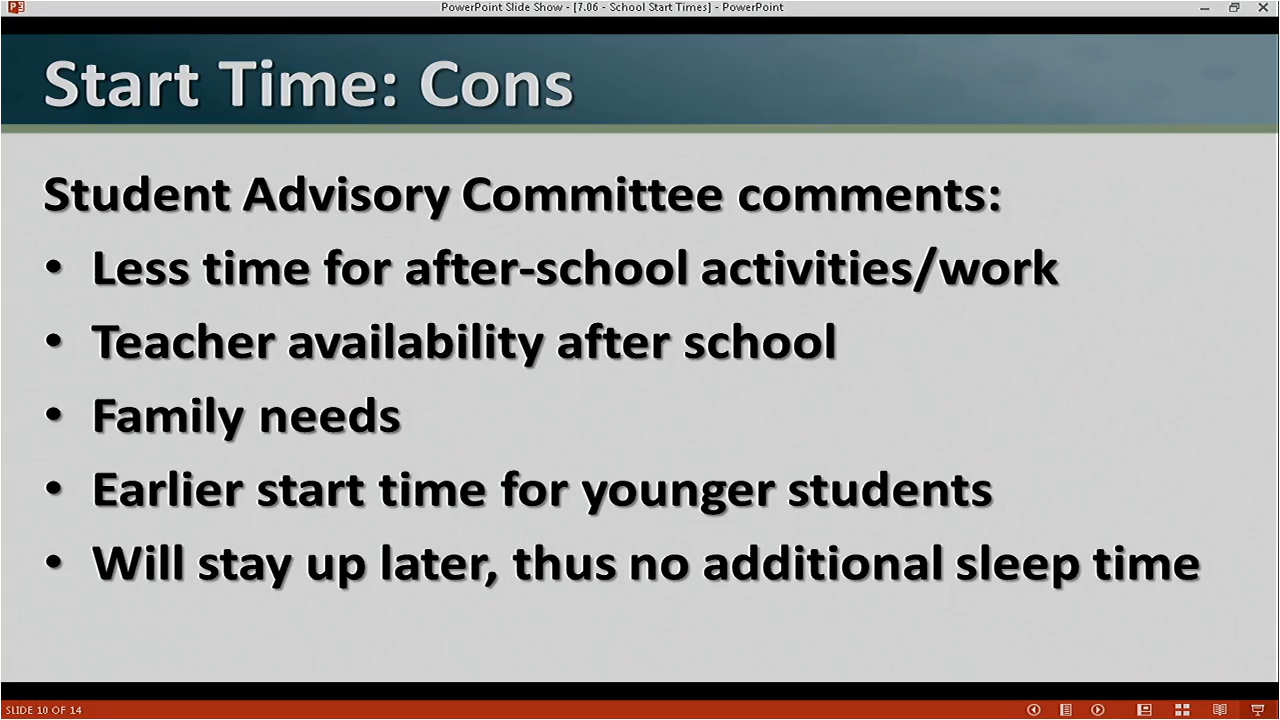 PowerPoint Slide Show - [7.06 - School Start Times] - PowerPoint
Start Time: Cons
Student Advisory Committee comments:
• Less time for after-school activities/work
• Teacher availability after school
• Family needs
• Earlier start time for younger students
• Will stay up later, thus no additional sleep time
SLIDE 10 OF 14